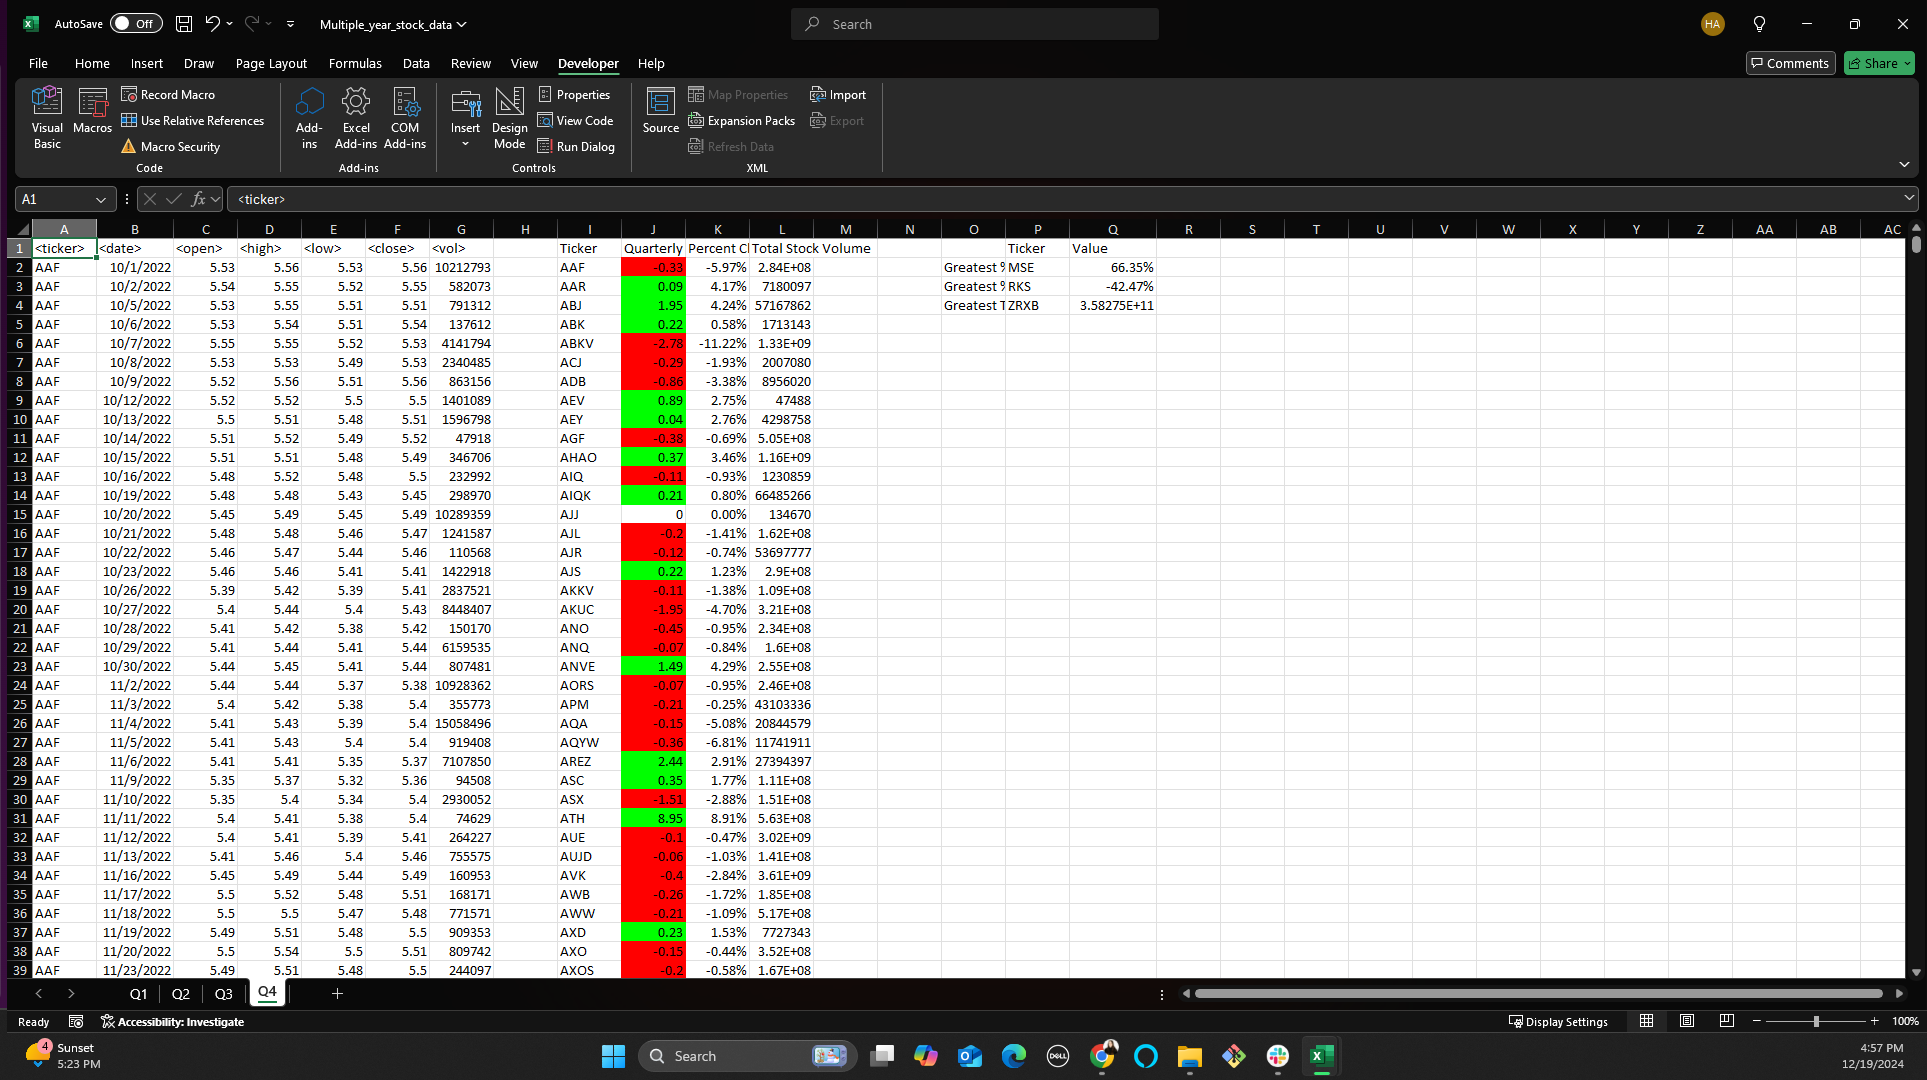 AutoSave Off Multiple_year_stock_data Search HA
File Home Insert Draw Page Layout Formulas Data Review View Developer Help Comments Share
Visual Basic
Macros
Record Macro
Use Relative References
Macro Security
Code
Add-ins
Excel Add-ins
COM Add-ins
Add-ins
Insert
Design Mode
Properties
View Code
Run Dialog
Controls
Source
Map Properties
Expansion Packs
Refresh Data
Import
Export
XML
A1 fx <ticker>
A B C D E F G H I J K L M N O P Q R S T U V W X Y Z AA AB AC
1 <ticker> <date> <open> <high> <low> <close> <vol> Ticker Quarterly Percent Cl Total Stock Volume Ticker Value
2 AAF 10/1/2022 5.53 5.56 5.53 5.56 10212793 AAF -0.33 -5.97% 2.84E+08 Greatest % MSE 66.35%
3 AAF 10/2/2022 5.54 5.55 5.52 5.55 582073 AAR 0.09 4.17% 7180097 Greatest % RKS -42.47%
4 AAF 10/5/2022 5.53 5.55 5.51 5.51 791312 ABJ 1.95 4.24% 57167862 Greatest T ZRXB 3.58275E+11
5 AAF 10/6/2022 5.53 5.54 5.51 5.54 137612 ABK 0.22 0.58% 1713143
6 AAF 10/7/2022 5.55 5.55 5.52 5.53 4141794 ABKV -2.78 -11.22% 1.33E+09
7 AAF 10/8/2022 5.53 5.53 5.49 5.53 2340485 ACJ -0.29 -1.93% 2007080
8 AAF 10/9/2022 5.52 5.56 5.51 5.56 863156 ADB -0.86 -3.38% 8956020
9 AAF 10/12/2022 5.52 5.52 5.5 5.5 1401089 AEV 0.89 2.75% 47488
10 AAF 10/13/2022 5.5 5.51 5.48 5.51 1596798 AEY 0.04 2.76% 4298758
11 AAF 10/14/2022 5.51 5.52 5.49 5.52 47918 AGF -0.38 -0.69% 5.05E+08
12 AAF 10/15/2022 5.51 5.51 5.48 5.49 346706 AHAO 0.37 3.46% 1.16E+09
13 AAF 10/16/2022 5.48 5.52 5.48 5.5 232992 AIQ -0.11 -0.93% 1230859
14 AAF 10/19/2022 5.48 5.48 5.43 5.45 298970 AIQK 0.21 0.80% 66485266
15 AAF 10/20/2022 5.45 5.49 5.45 5.49 10289359 AJJ 0 0.00% 134670
16 AAF 10/21/2022 5.48 5.48 5.46 5.47 1241587 AJL -0.2 -1.41% 1.62E+08
17 AAF 10/22/2022 5.46 5.47 5.44 5.46 110568 AJR -0.12 -0.74% 53697777
18 AAF 10/23/2022 5.46 5.46 5.41 5.41 1422918 AJS 0.22 1.23% 2.9E+08
19 AAF 10/26/2022 5.39 5.42 5.39 5.41 2837521 AKKV -0.11 -1.38% 1.09E+08
20 AAF 10/27/2022 5.4 5.44 5.4 5.43 8448407 AKUC -1.95 -4.70% 3.21E+08
21 AAF 10/28/2022 5.41 5.42 5.38 5.42 150170 ANO -0.45 -0.95% 2.34E+08
22 AAF 10/29/2022 5.41 5.44 5.41 5.44 6159535 ANQ -0.07 -0.84% 1.6E+08
23 AAF 10/30/2022 5.44 5.45 5.41 5.44 807481 ANVE 1.49 4.29% 2.55E+08
24 AAF 11/2/2022 5.44 5.44 5.37 5.38 10928362 AORS -0.07 -0.95% 2.46E+08
25 AAF 11/3/2022 5.4 5.42 5.38 5.4 355773 APM -0.21 -0.25% 43103336
26 AAF 11/4/2022 5.41 5.43 5.39 5.4 15058496 AQA -0.15 -5.08% 20844579
27 AAF 11/5/2022 5.41 5.43 5.4 5.4 919408 AQYW -0.36 -6.81% 11741911
28 AAF 11/6/2022 5.41 5.41 5.35 5.37 7107850 AREZ 2.44 2.91% 27394397
29 AAF 11/9/2022 5.35 5.37 5.32 5.36 94508 ASC 0.35 1.77% 1.11E+08
30 AAF 11/10/2022 5.35 5.4 5.34 5.4 2930052 ASX -1.51 -2.88% 1.51E+08
31 AAF 11/11/2022 5.4 5.41 5.38 5.4 74629 ATH 8.95 8.91% 5.63E+08
32 AAF 11/12/2022 5.4 5.41 5.39 5.41 264227 AUE -0.1 -0.47% 3.02E+09
33 AAF 11/13/2022 5.41 5.46 5.4 5.46 755575 AUJD -0.06 -1.03% 1.41E+08
34 AAF 11/16/2022 5.45 5.49 5.44 5.49 160953 AVK -0.4 -2.84% 3.61E+09
35 AAF 11/17/2022 5.5 5.52 5.48 5.51 168171 AWB -0.26 -1.72% 1.85E+08
36 AAF 11/18/2022 5.5 5.5 5.47 5.48 771571 AWW -0.21 -1.09% 5.17E+08
37 AAF 11/19/2022 5.49 5.51 5.48 5.5 909353 AXD 0.23 1.53% 7727343
38 AAF 11/20/2022 5.5 5.54 5.5 5.51 809742 AXO -0.15 -0.44% 3.52E+08
39 AAF 11/23/2022 5.49 5.51 5.48 5.5 244097 AXOS -0.2 -0.58% 1.67E+08
Q1 Q2 Q3 Q4
Ready Accessibility: Investigate Display Settings 100%
4 Sunset
5:23 PM
Search
DELL
4:57 PM
12/19/2024